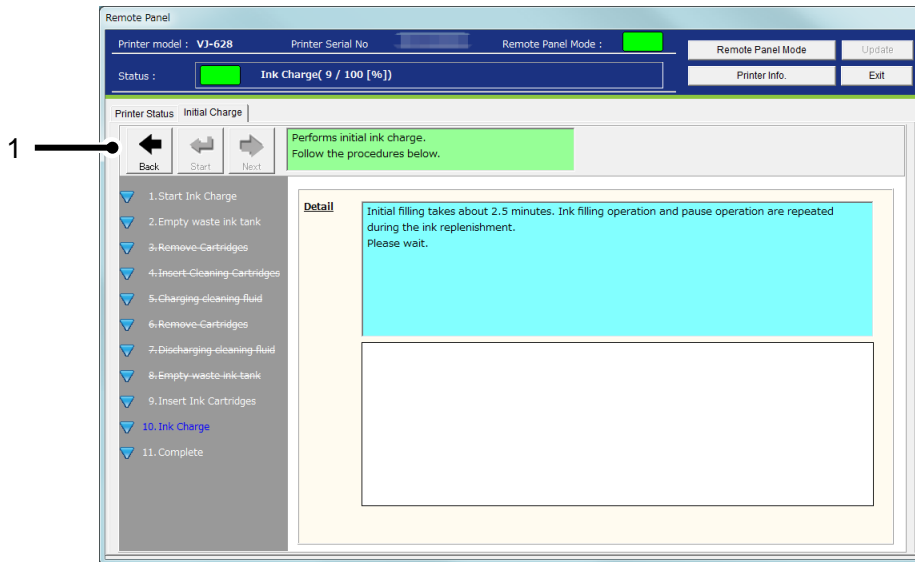 Remote Panel
Printer model : VJ-628 Printer Serial No Remote Panel Mode :
Remote Panel Mode Update
Status : Ink Charge( 9 / 100 [%])
Printer Info. Exit
Printer Status Initial Charge
1
Back Start Next
Performs initial ink charge.
Follow the procedures below.
1. Start Ink Charge
2. Empty waste ink tank
3. Remove Cartridges
4. Insert Cleaning Cartridges
5. Charging cleaning fluid
6. Remove Cartridges
7. Discharging cleaning fluid
8. Empty waste ink tank
9. Insert Ink Cartridges
10. Ink Charge
11. Complete
Detail
Initial filling takes about 2.5 minutes. Ink filling operation and pause operation are repeated
during the ink replenishment.
Please wait.